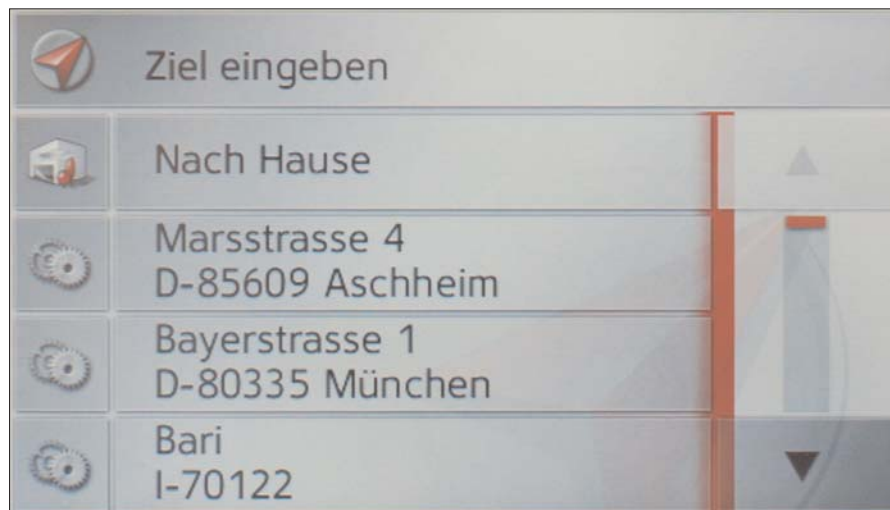 Ziel eingeben
Nach Hause
Marsstrasse 4
D-85609 Aschheim
Bayerstrasse 1
D-80335 München
Bari
I-70122